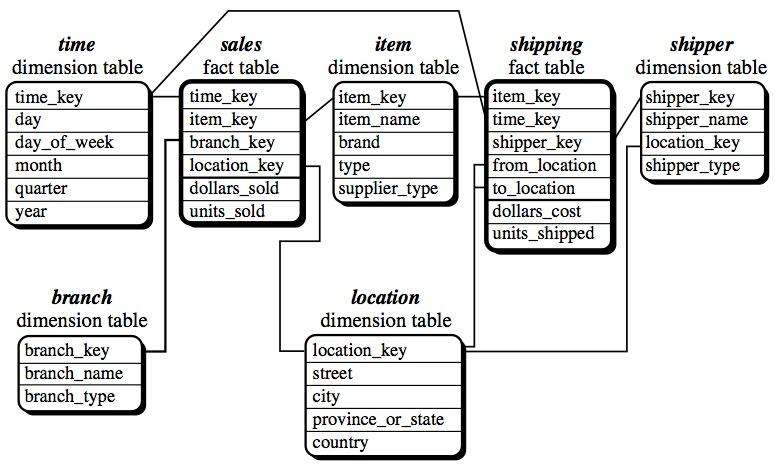 time
dimension table
time_key
day
day_of_week
month
quarter
year
sales
fact table
time_key
item_key
branch_key
location_key
dollars_sold
units_sold
item
dimension table
item_key
item_name
brand
type
supplier_type
shipping
fact table
item_key
time_key
shipper_key
from_location
to_location
dollars_cost
units_shipped
shipper
dimension table
shipper_key
shipper_name
location_key
shipper_type
branch
dimension table
branch_key
branch_name
branch_type
location
dimension table
location_key
street
city
province_or_state
country